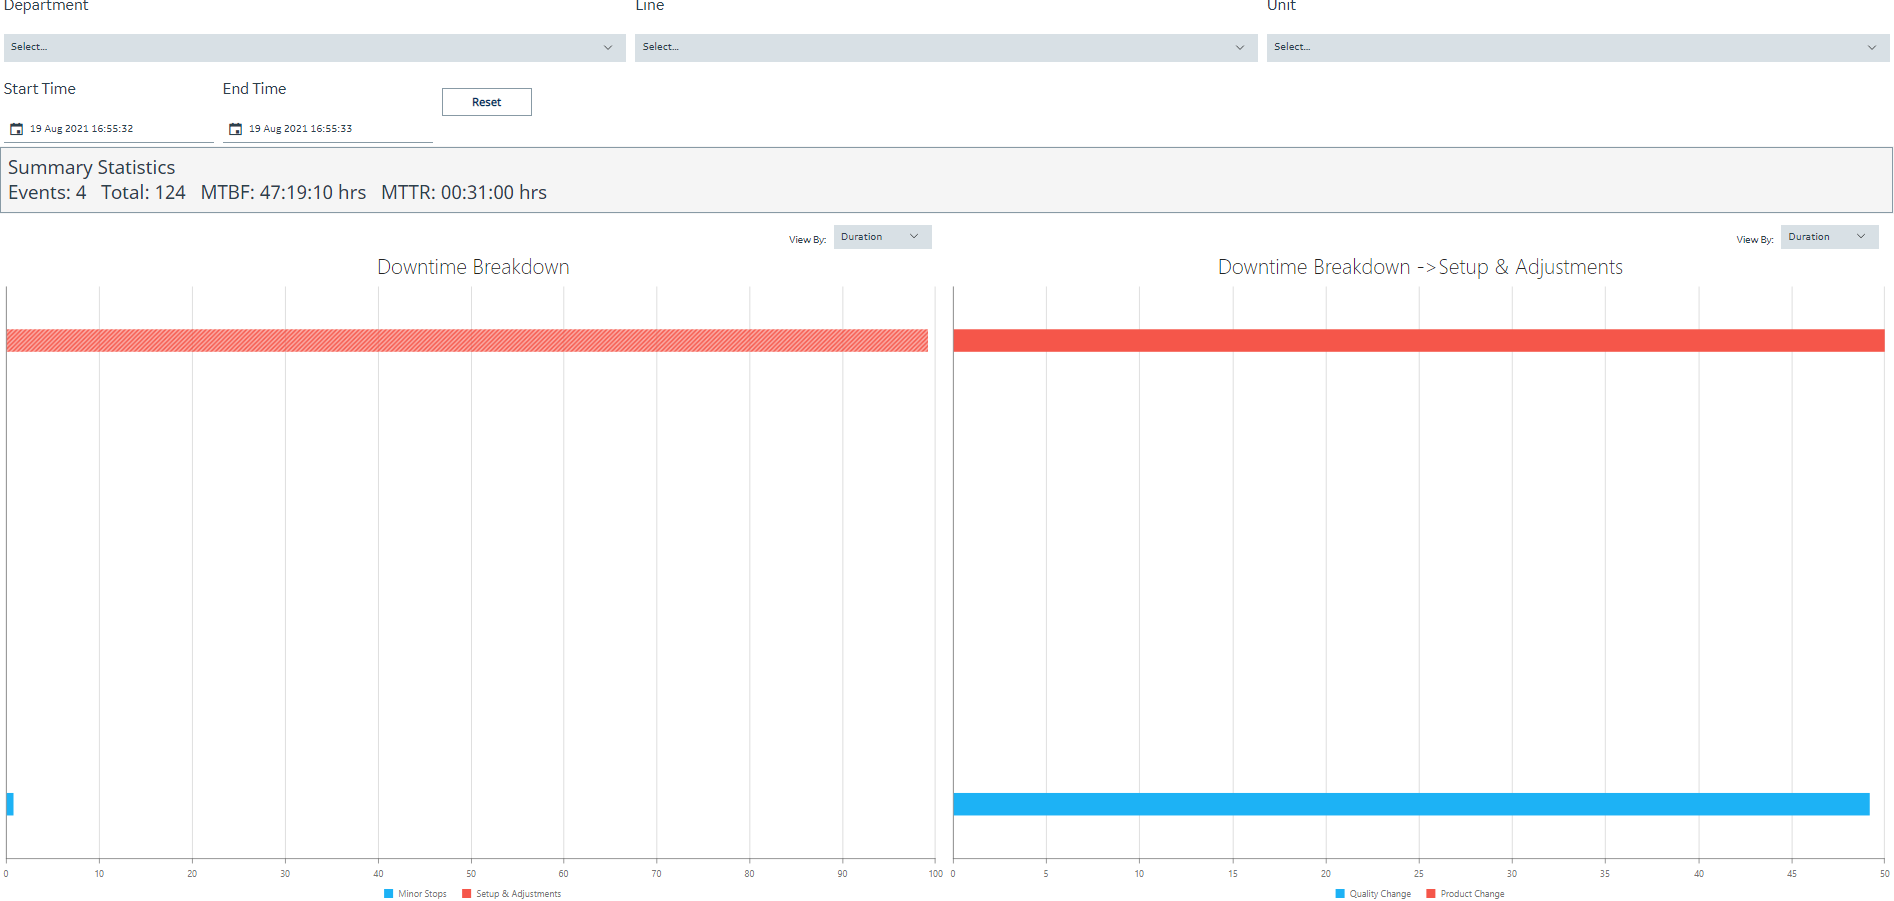 Department Line Unit
Select... Select... Select...
Start Time End Time
Reset
19 Aug 2021 16:55:32 19 Aug 2021 16:55:33
Summary Statistics
Events: 4 Total: 124 MTBF: 47:19:10 hrs MTTR: 00:31:00 hrs
View By: Duration
Downtime Breakdown
0 10 20 30 40 50 60 70 80 90 100
Minor Stops Setup & Adjustments
View By: Duration
Downtime Breakdown ->Setup & Adjustments
0 5 10 15 20 25 30 35 40 45 50
Quality Change Product Change